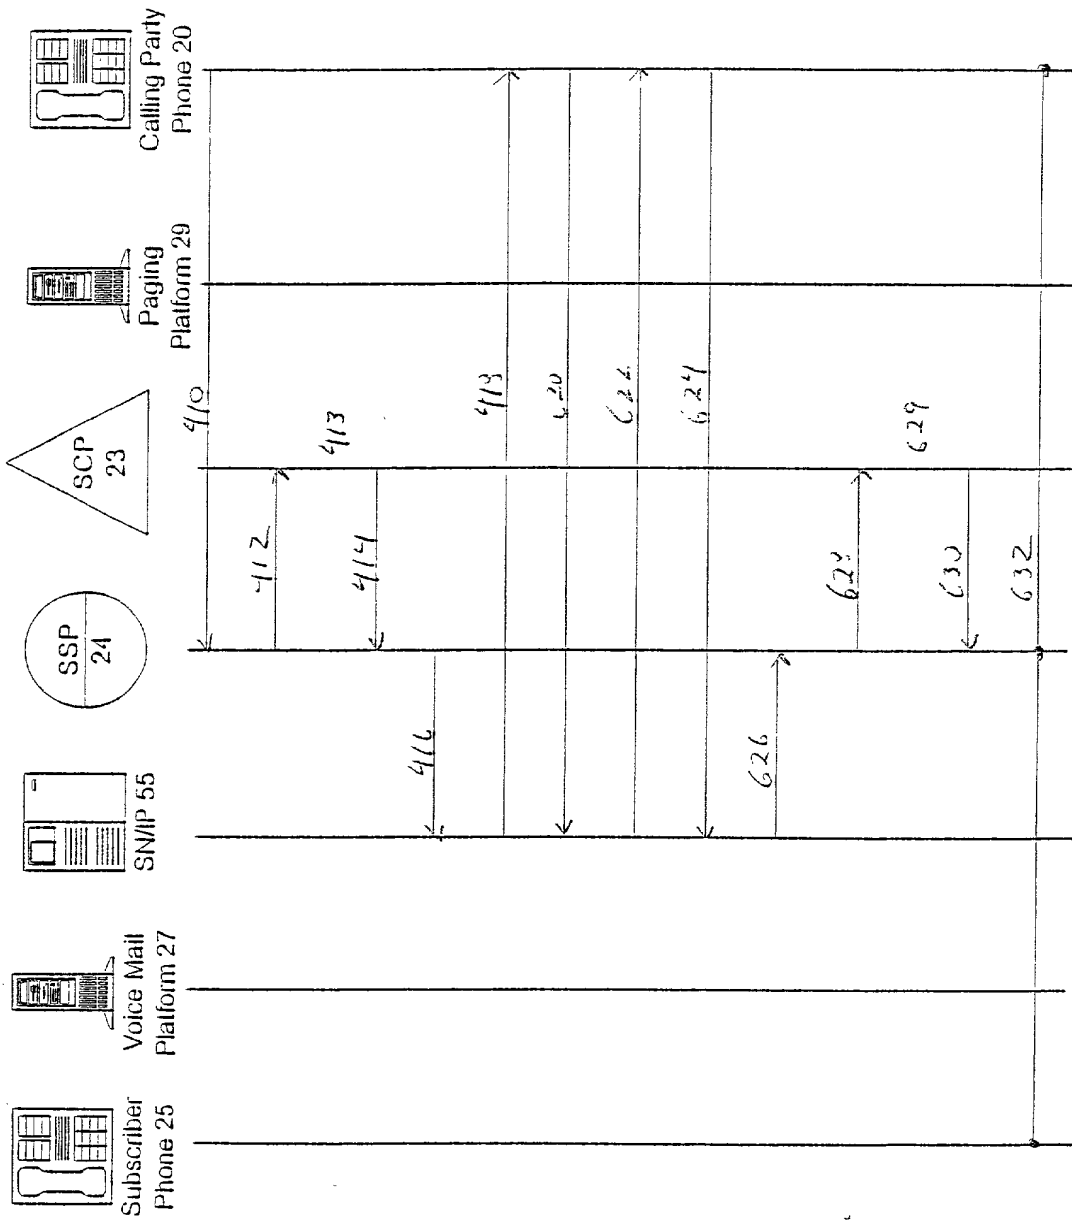 Subscriber
Phone 25
Voice Mail
Platform 27
SN/IP 55
SSP
24
SCP
23
Paging
Platform 29
Calling Party
Phone 20
410
412
413
414
416
418
620
622
624
626
628
629
630
632